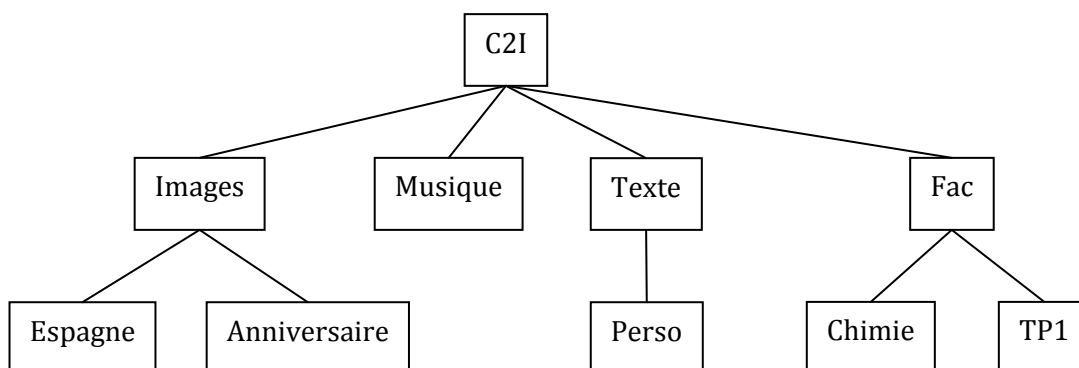 C2I
Images
Musique
Texte
Fac
Espagne
Anniversaire
Perso
Chimie
TP1